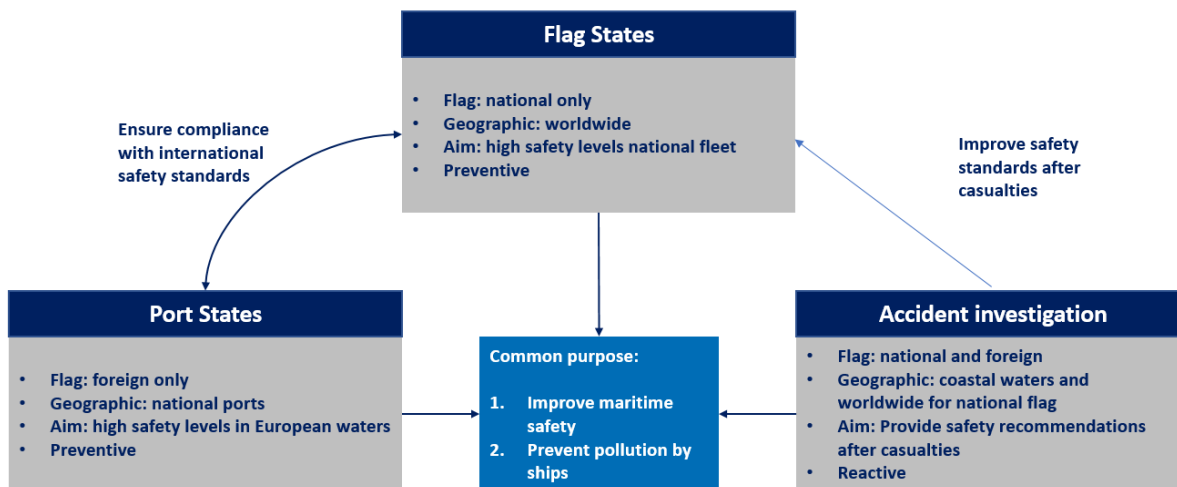 Flag States
• Flag: national only
• Geographic: worldwide
• Aim: high safety levels national fleet
• Preventive
Ensure compliance
with international
safety standards
Improve safety
standards after
casualties
Port States
• Flag: foreign only
• Geographic: national ports
• Aim: high safety levels in European waters
• Preventive
Common purpose:
1. Improve maritime
safety
2. Prevent pollution by
ships
Accident investigation
• Flag: national and foreign
• Geographic: coastal waters and
worldwide for national flag
• Aim: Provide safety recommendations
after casualties
• Reactive